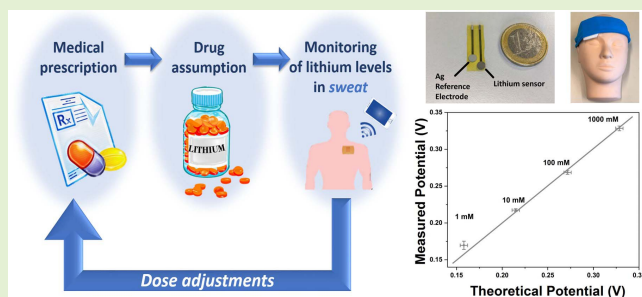 Medical
prescription
Drug
assumption
Monitoring
of lithium levels
in sweat
Rx
LITHIUM
Dose adjustments
Ag
Reference
Electrode
Lithium sensor
Measured Potential (V)
0.35
0.30
0.25
0.20
0.15
1000 mM
100 mM
10 mM
1 mM
0.15
0.20
0.25
0.30
0.3
Theoretical Potential (V)